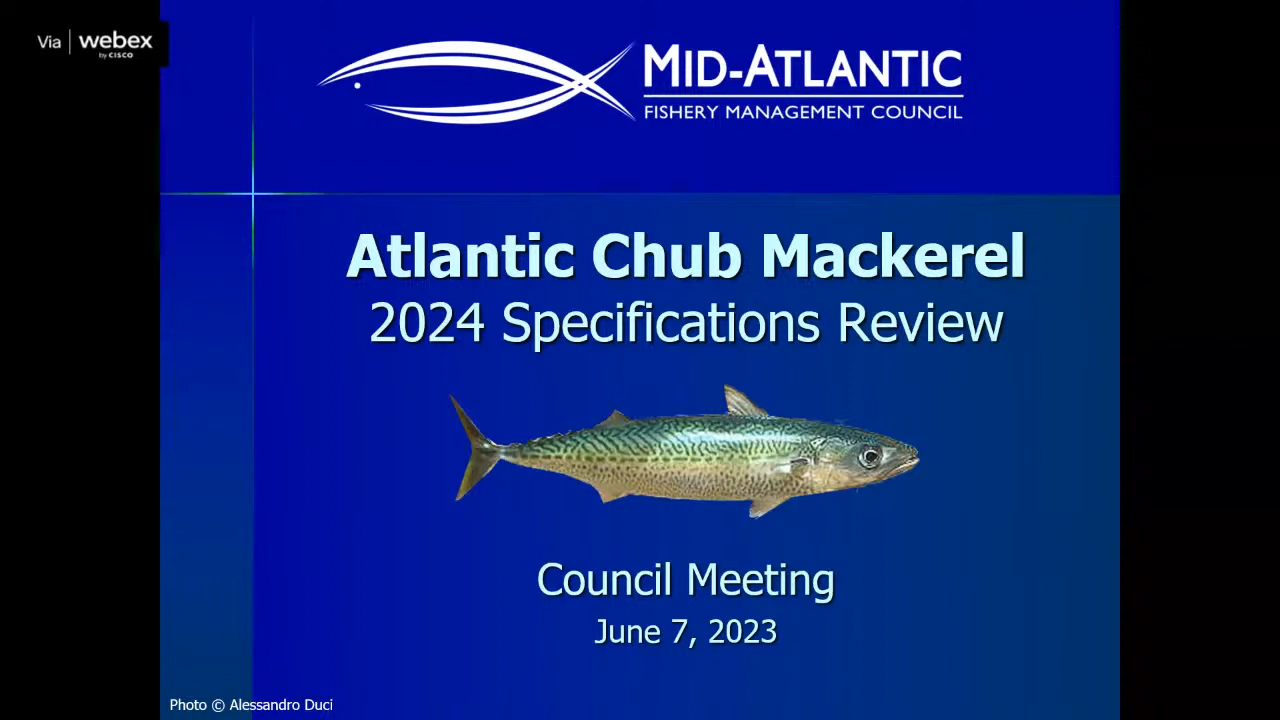 Via webex
by CISCO
MID-ATLANTIC
FISHERY MANAGEMENT COUNCIL
Atlantic Chub Mackerel
2024 Specifications Review
Council Meeting
June 7, 2023
Photo © Alessandro Duci